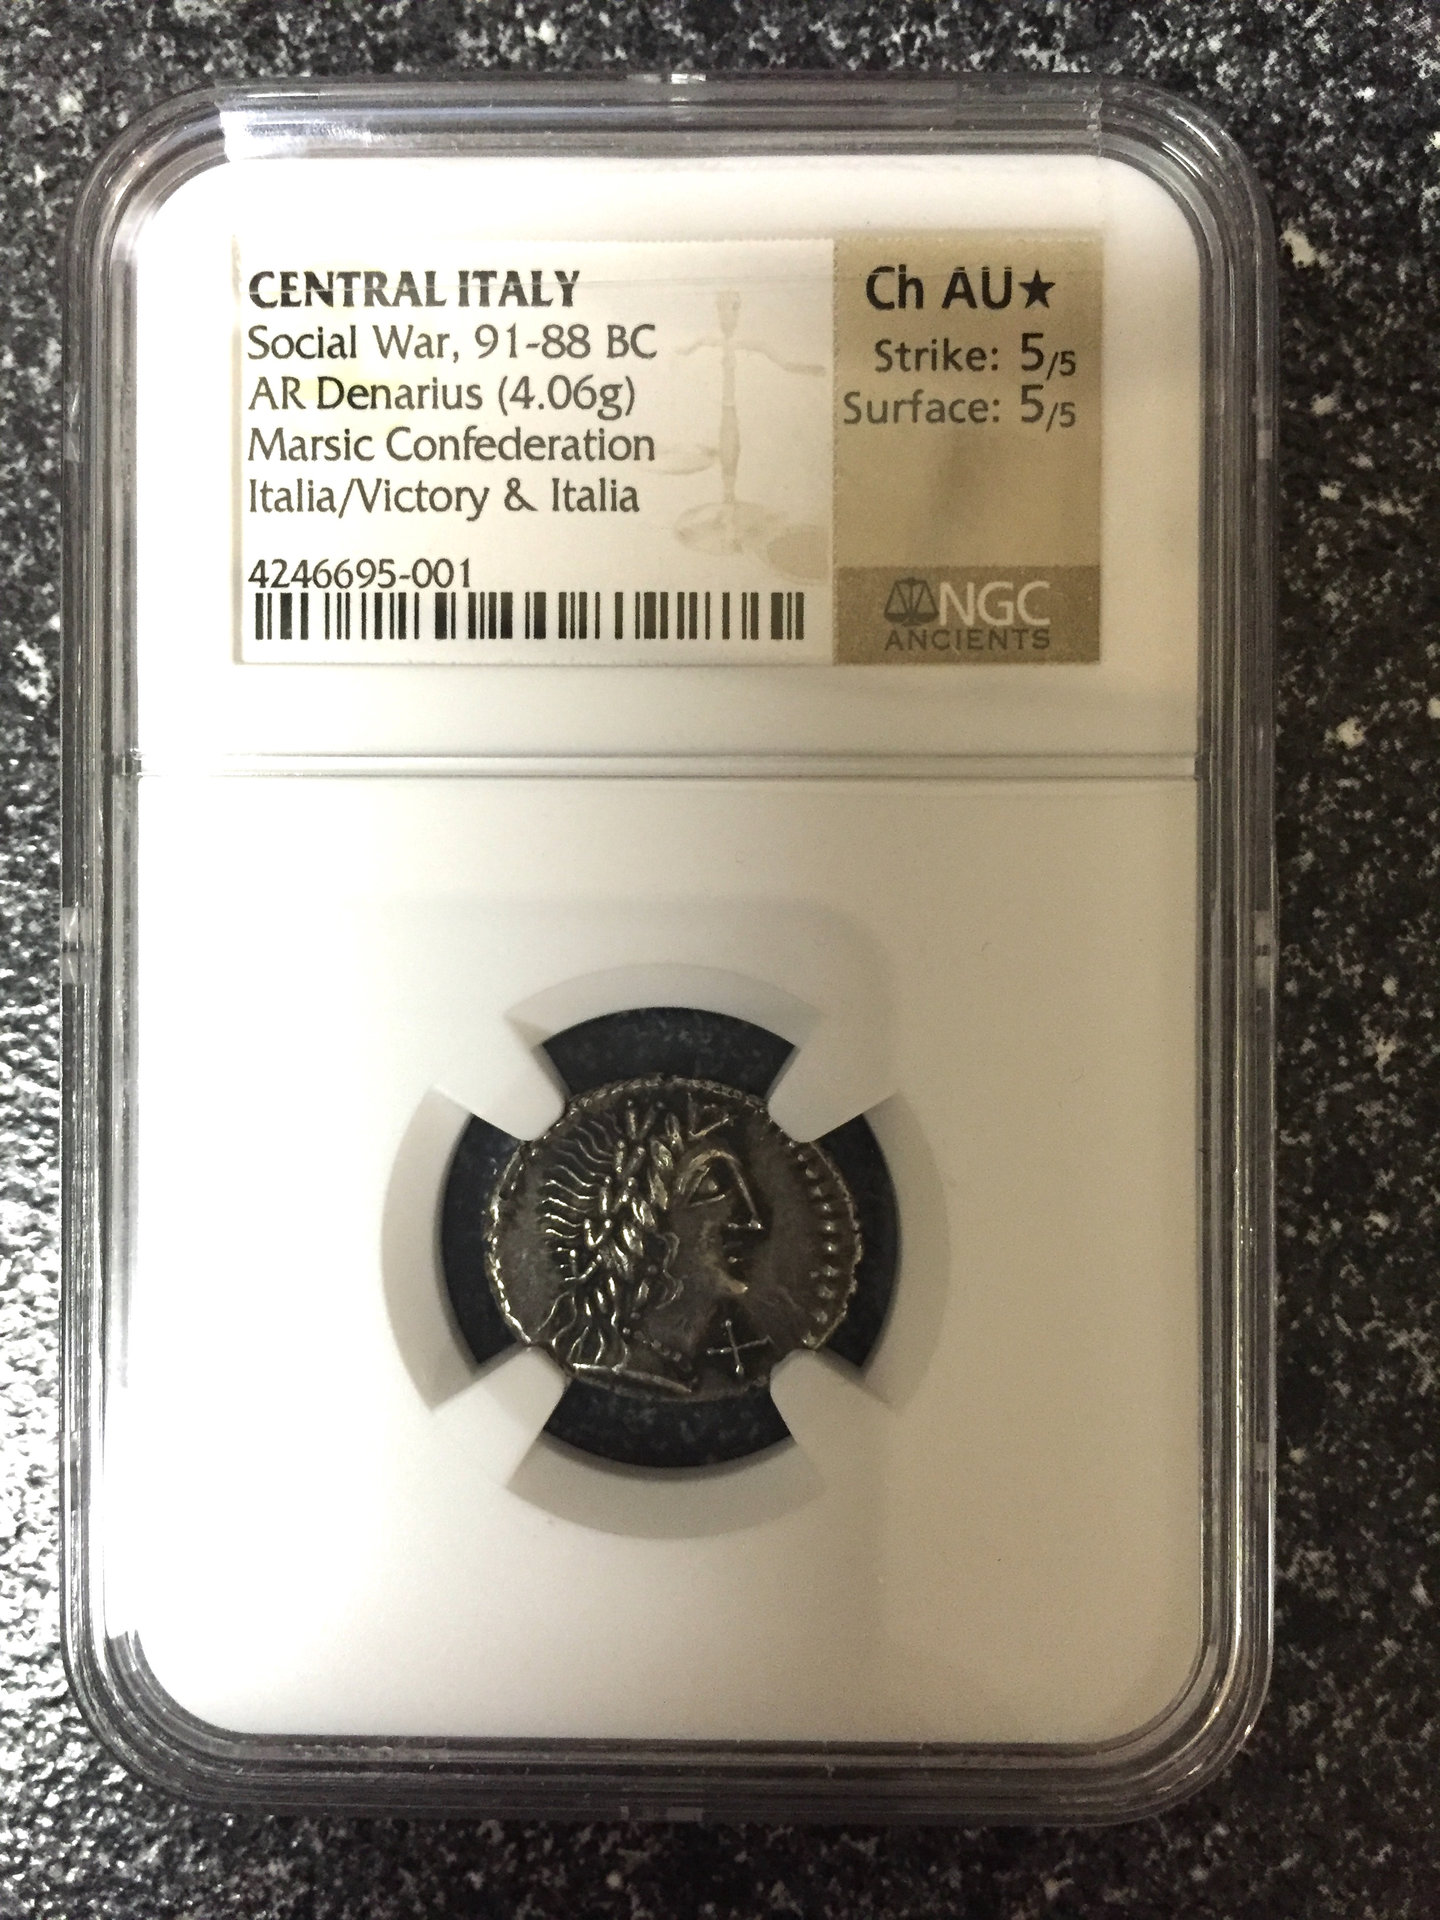 CENTRAL ITALY
Social War, 91-88 BC
AR Denarius (4.06g)
Marsic Confederation
Italia/Victory & Italia
4246695-001
Ch AU★
Strike: 5/5
Surface: 5/5
NGC
ANCIENTS
X